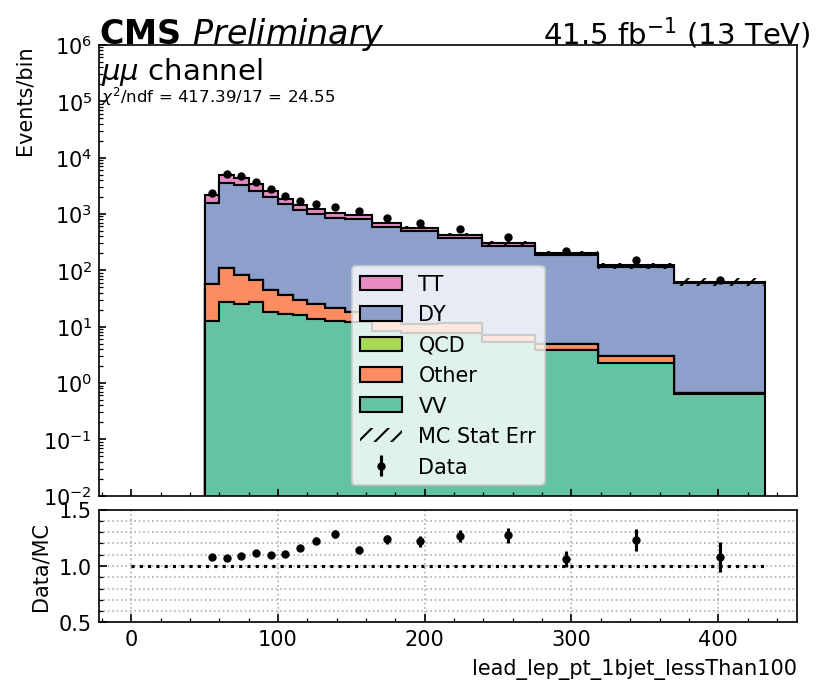 CMS Preliminary 41.5 fb⁻¹ (13 TeV)
μμ channel
χ²/ndf = 417.39/17 = 24.55
Events/bin
10⁶
10⁵
10⁴
10³
10²
10¹
10⁰
10⁻¹
10⁻²
TT
DY
QCD
Other
VV
MC Stat Err
Data
Data/MC
1.5
1.0
0.5
0 100 200 300 400
lead_lep_pt_1bjet_lessThan100